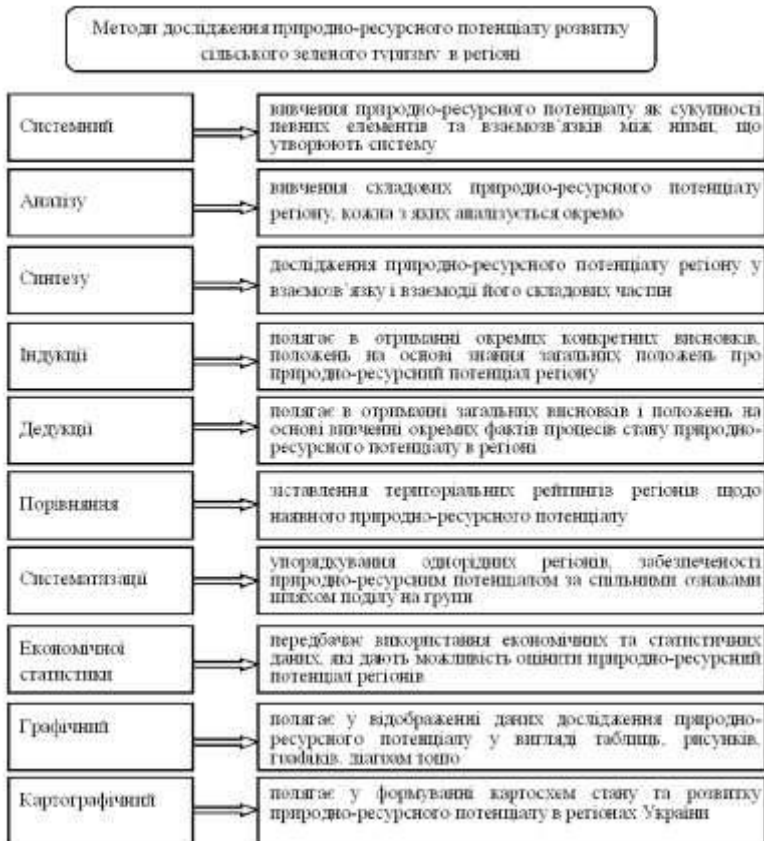 Методи дослідження природно-ресурсного потенціалу розвитку
сільського зеленого туризму в регіоні
Системний
вивчення природно-ресурсного потенціалу як сукупності
певних елементів та взаємозв'язків між ними, що
утворюють систему
Аналізу
вивчення складових природно-ресурсного потенціалу
регіону, кожна з яких аналізується окремо
Синтезу
дослідження природно-ресурсного потенціалу регіону у
взаємозв'язку і взаємодії його складових частин
Індукції
полягає в отриманні окремих конкретних висновків,
положень на основі знання загальних положень про
природно-ресурсний потенціал регіону
Дедукції
полягає в отриманні загальних висновків і положень на
основі вивченні окремих фактів процесів стану природно-
ресурсного потенціалу в регіоні
Порівняння
зіставлення територіальних рейтингів регіонів щодо
наявного природно-ресурсного потенціалу
Систематазації
упорядкування однорідних регіонів, забезпеченості
природно-ресурсним потенціалом за спільними ознаками
шляхом поділу на групи
Економічної
статистики
передбачає використання економічних та статистичних
даних, які дають можливість оцінити природно-ресурсний
потенціал регіонів
Графічний
полягає у відображенні даних дослідження природно-
ресурсного потенціалу у вигляді таблиць, рисунків,
графіків, діаграм тощо
Картографічний
полягає у формуванні картосхем стану та розвитку
природно-ресурсного потенціалу в регіонах України